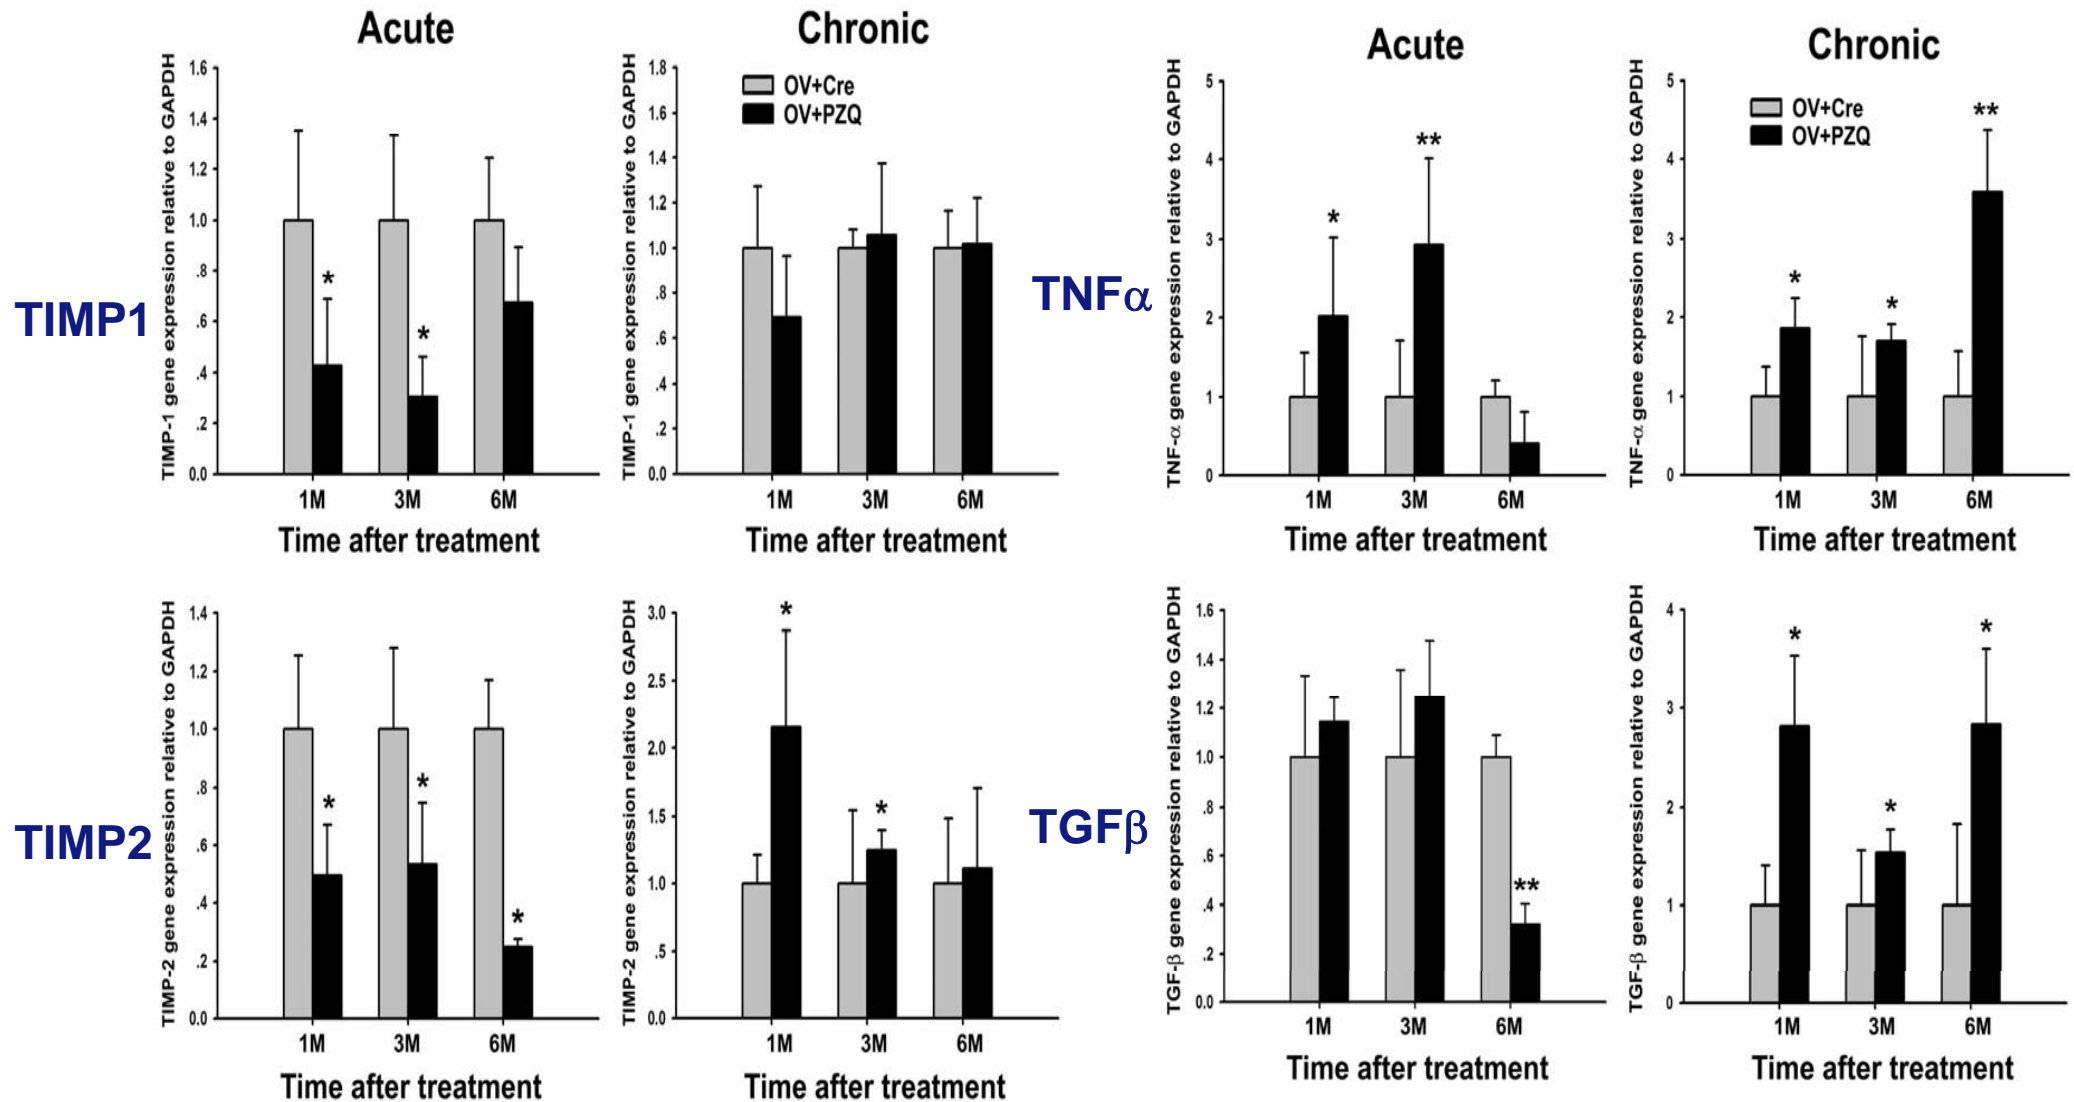 Acute
TIMP-1 gene expression relative to GAPDH
1.6
1.4
1.2
1.0
.8
.6
.4
.2
0.0
*
*
1M 3M 6M
Time after treatment
Chronic
TIMP-1 gene expression relative to GAPDH
1.8
1.6
1.4
1.2
1.0
.8
.6
.4
.2
0.0
OV+Cre
OV+PZQ
1M 3M 6M
Time after treatment
TIMP1
Acute
TNF-α gene expression relative to GAPDH
5
4
3
2
1
0
*
**
1M 3M 6M
Time after treatment
Chronic
TNF-α gene expression relative to GAPDH
5
4
3
2
1
0
OV+Cre
OV+PZQ
*
*
**
1M 3M 6M
Time after treatment
TNFα
TIMP2
TIMP-2 gene expression relative to GAPDH
1.4
1.2
1.0
.8
.6
.4
.2
0.0
*
*
*
1M 3M 6M
Time after treatment
TIMP-2 gene expression relative to GAPDH
3.0
2.5
2.0
1.5
1.0
.5
0.0
*
*
1M 3M 6M
Time after treatment
TGFβ
TGF-β gene expression relative to GAPDH
1.6
1.4
1.2
1.0
.8
.6
.4
.2
0.0
**
1M 3M 6M
Time after treatment
TGF-β gene expression relative to GAPDH
4
3
2
1
0
*
*
*
1M 3M 6M
Time after treatment